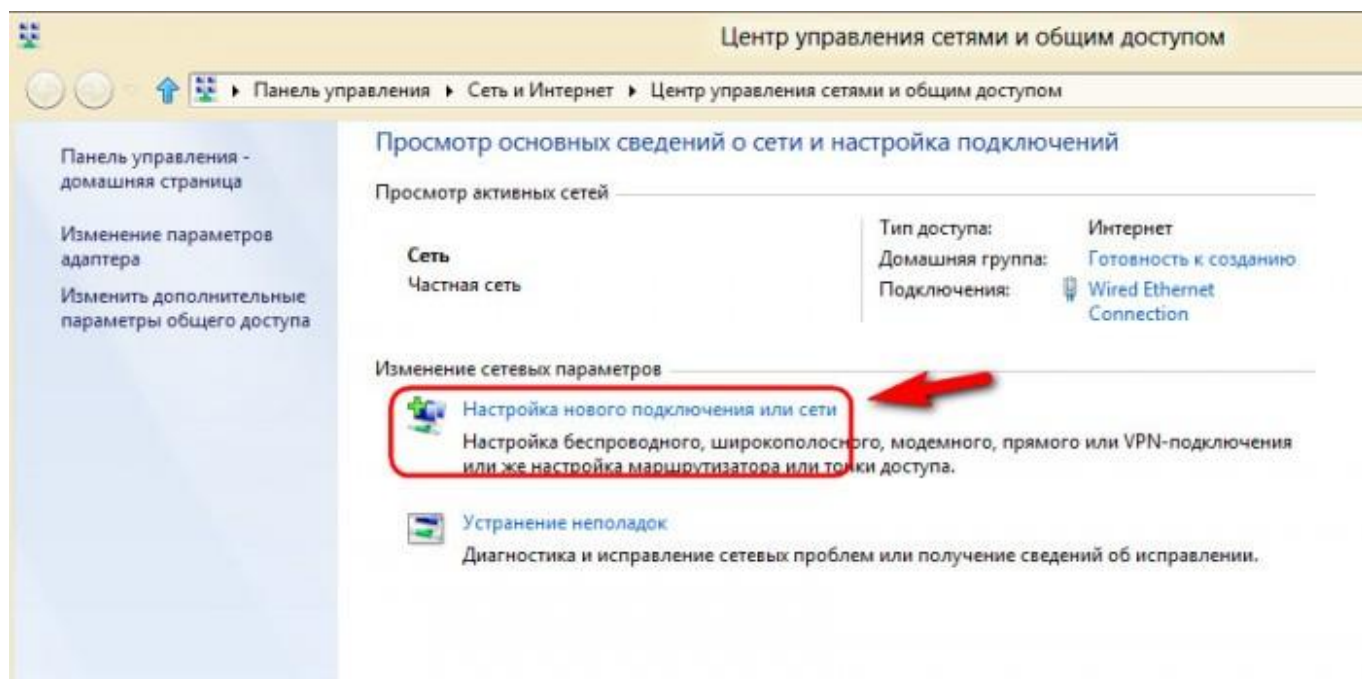 Центр управления сетями и общим доступом
Панель управления ▸ Сеть и Интернет ▸ Центр управления сетями и общим доступом
Панель управления -
домашняя страница
Изменение параметров
адаптера
Изменить дополнительные
параметры общего доступа
Просмотр основных сведений о сети и настройка подключений
Просмотр активных сетей
Сеть
Частная сеть
Тип доступа: Интернет
Домашняя группа: Готовность к созданию
Подключения: Wired Ethernet
Connection
Изменение сетевых параметров
Настройка нового подключения или сети
Настройка беспроводного, широкополосного, модемного, прямого или VPN-подключения
или же настройка маршрутизатора или точки доступа.
Устранение неполадок
Диагностика и исправление сетевых проблем или получение сведений об исправлении.